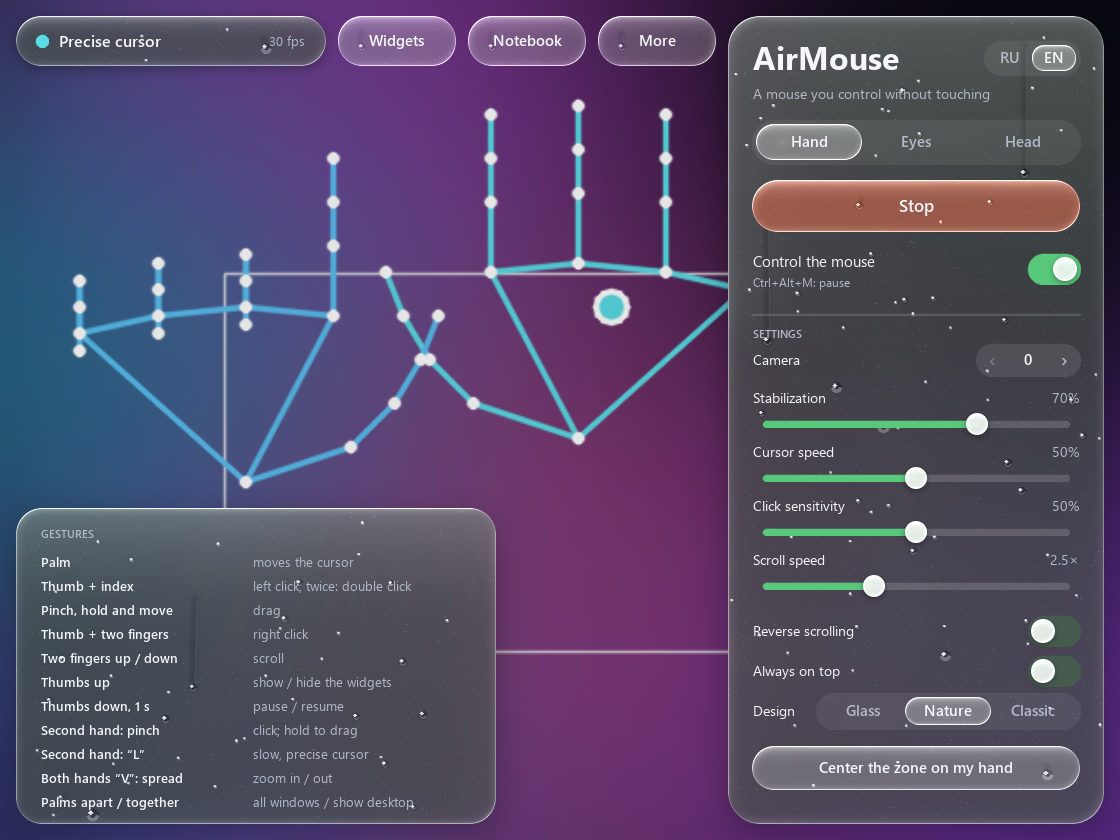 Precise cursor
30 fps
Widgets
Notebook
More
AirMouse
RU
EN
A mouse you control without touching
Hand
Eyes
Head
Stop
Control the mouse
Ctrl+Alt+M: pause
SETTINGS
Camera
‹ 0 ›
Stabilization
70%
Cursor speed
50%
Click sensitivity
50%
Scroll speed
2.5×
Reverse scrolling
Always on top
Design
Glass
Nature
Classic
Center the zone on my hand
GESTURES
Palm moves the cursor
Thumb + index left click; twice: double click
Pinch, hold and move drag
Thumb + two fingers right click
Two fingers up / down scroll
Thumbs up show / hide the widgets
Thumbs down, 1 s pause / resume
Second hand: pinch click; hold to drag
Second hand: “L” slow, precise cursor
Both hands “V”: spread zoom in / out
Palms apart / together all windows / show desktop